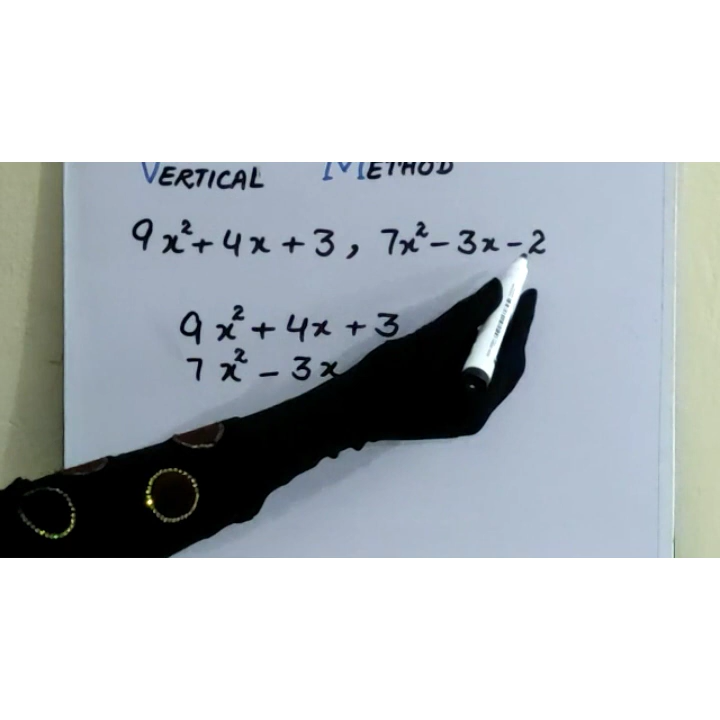 VERTICAL METHOD
9x² + 4x + 3, 7x² - 3x - 2
9x² + 4x + 3
7x² - 3x